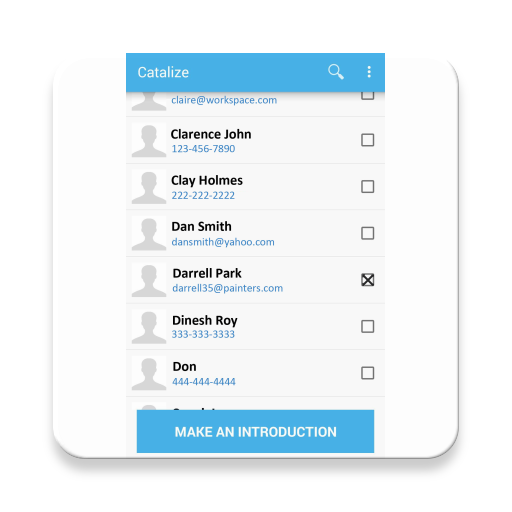 Catalize
claire@workspace.com
Clarence John
123-456-7890
Clay Holmes
222-222-2222
Dan Smith
dansmith@yahoo.com
Darrell Park
darrell35@painters.com
Dinesh Roy
333-333-3333
Don
444-444-4444
MAKE AN INTRODUCTION